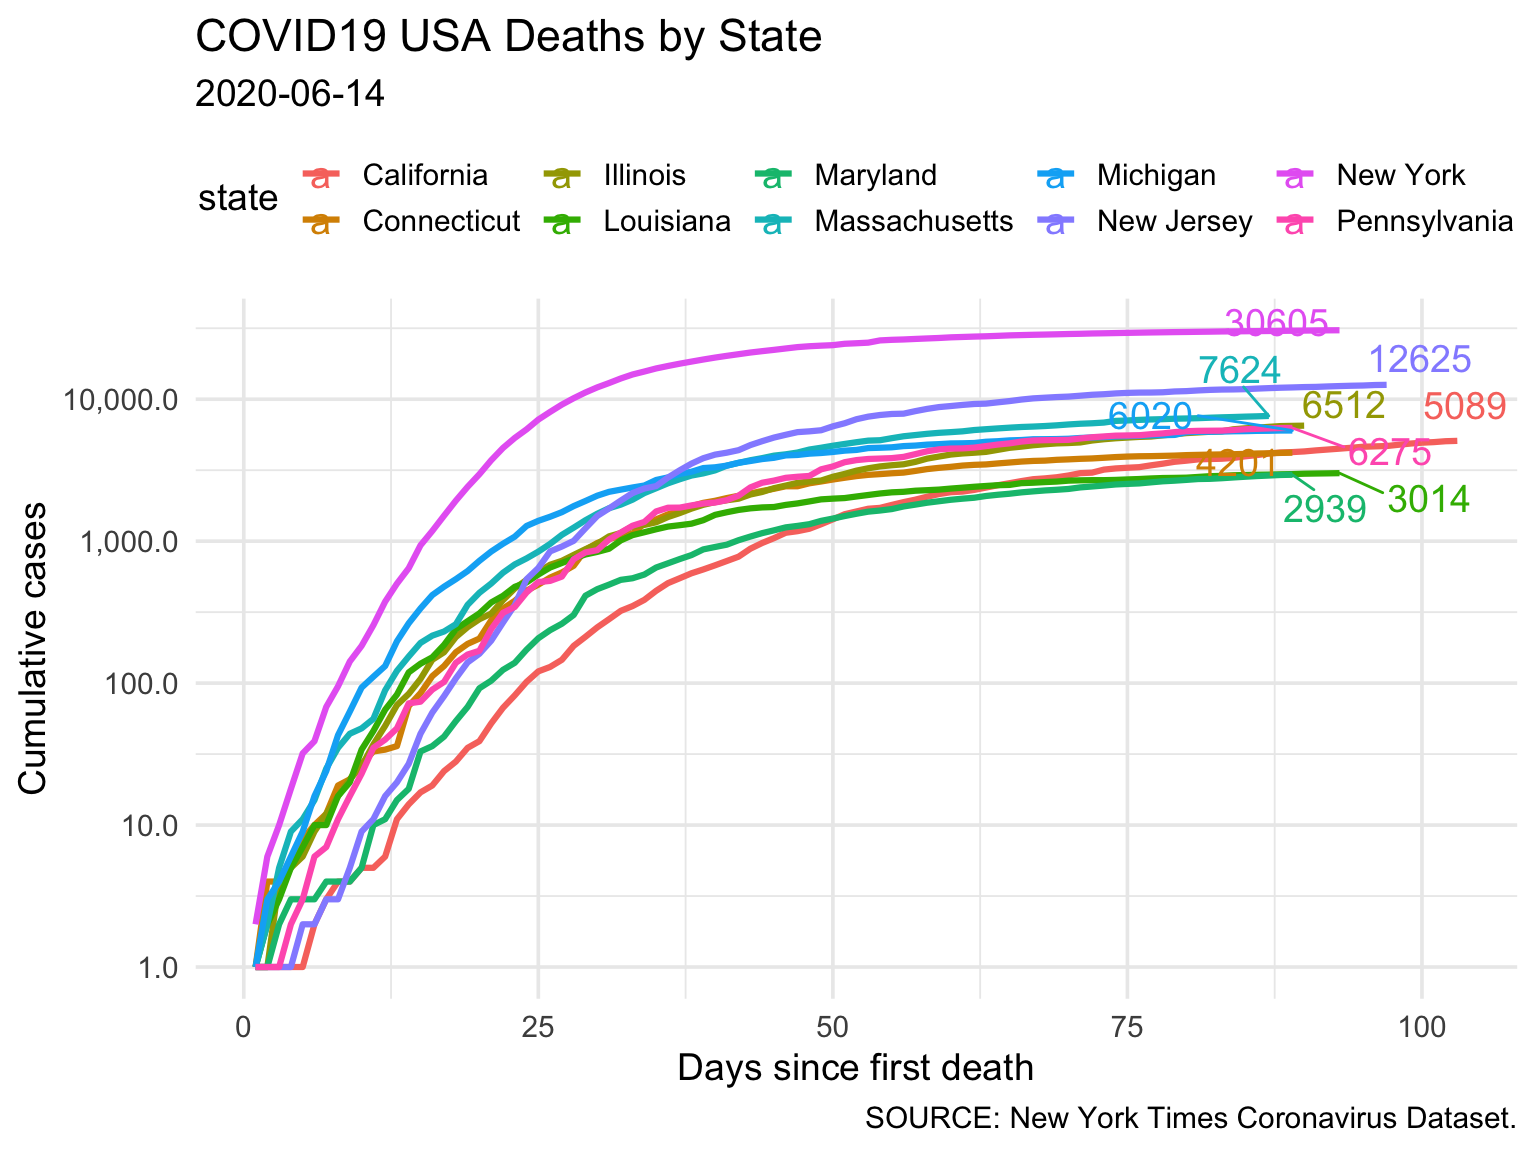 COVID19 USA Deaths by State
2020-06-14
state
a California a Illinois a Maryland a Michigan a New York
a Connecticut a Louisiana a Massachusetts a New Jersey a Pennsylvania
30605
12625
7624
6512 5089
6020
6275
4201
3014
2939
10,000.0
1,000.0
100.0
10.0
1.0
Cumulative cases
0 25 50 75 100
Days since first death
SOURCE: New York Times Coronavirus Dataset.